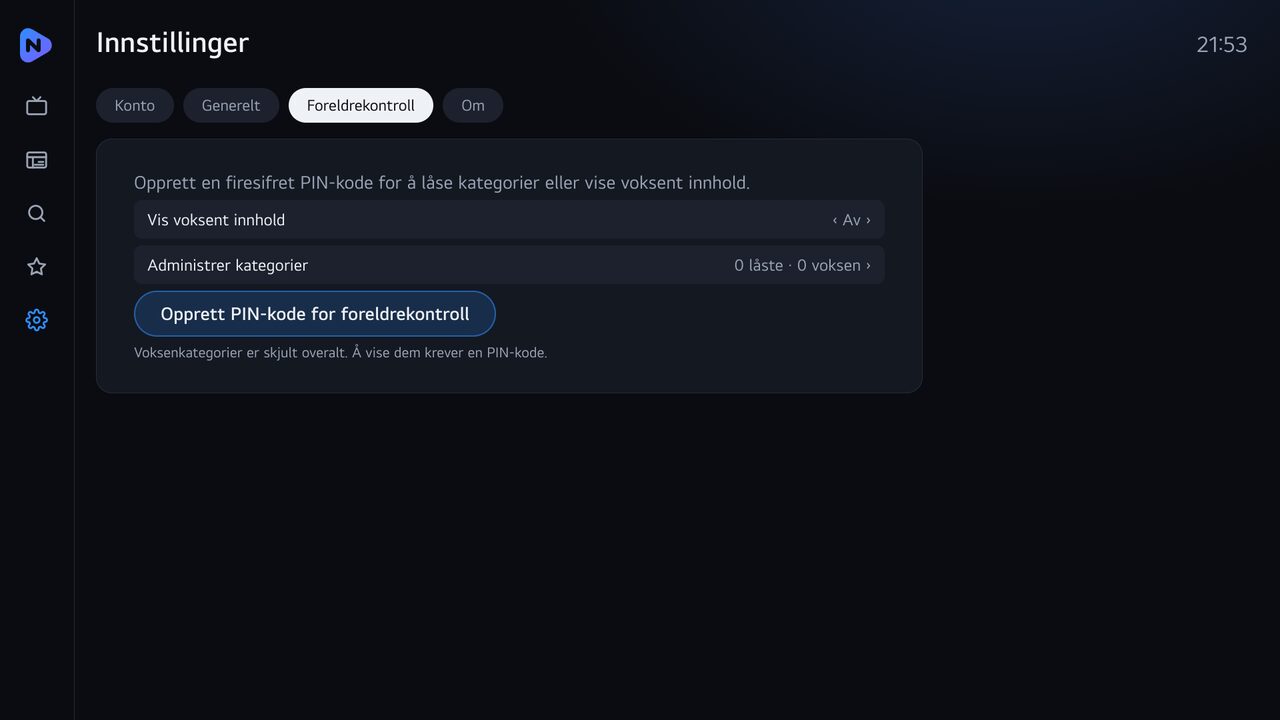 Innstillinger
21:53
Konto
Generelt
Foreldrekontroll
Om
Opprett en firesifret PIN-kode for å låse kategorier eller vise voksent innhold.
Vis voksent innhold
‹ Av ›
Administrer kategorier
0 låste · 0 voksen ›
Opprett PIN-kode for foreldrekontroll
Voksenkategorier er skjult overalt. Å vise dem krever en PIN-kode.